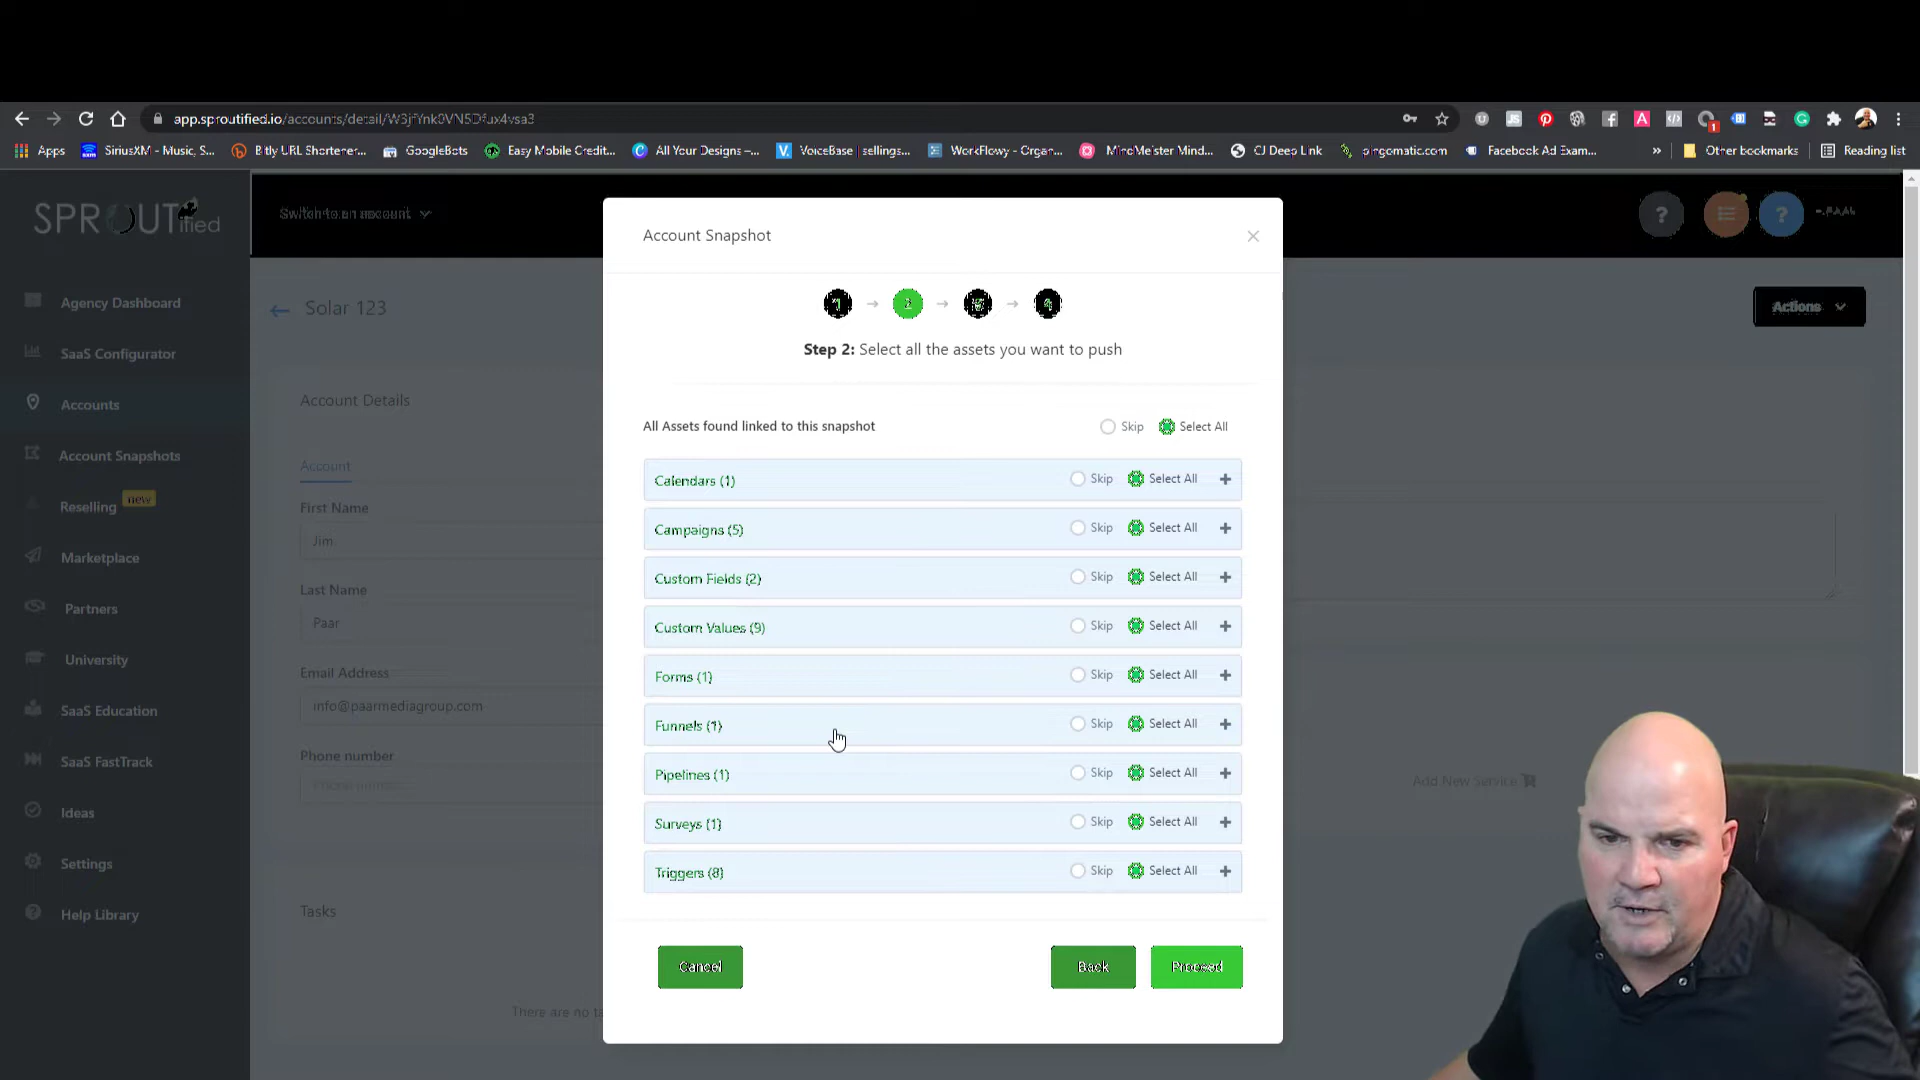 app.sproutified.io/accounts/detail/
Apps
SiriusXM - Music, S...
Bitly URL Shortener...
GoogleBots
Easy Mobile Credit...
All Your Designs –...
VoiceBase | sellings...
WorkFlowy - Organ...
MindMeister Mind...
CJ Deep Link
pingomatic.com
Facebook Ad Exam...
»
Other bookmarks
Reading list
SPROUTified
Switch to an account
Agency Dashboard
SaaS Configurator
Accounts
Account Snapshots
Reselling
new
Marketplace
Partners
University
SaaS Education
SaaS FastTrack
Ideas
Settings
Help Library
Solar 123
Actions
Account Details
Account
First Name
Jim
Last Name
Paar
Email Address
info@paarmediagroup.com
Phone number
Phone number
Add New Service
Tasks
There are no ta
Account Snapshot
1 → 2 → 3 → 4
Step 2: Select all the assets you want to push
All Assets found linked to this snapshot Skip Select All
Calendars (1) Skip Select All +
Campaigns (5) Skip Select All +
Custom Fields (2) Skip Select All +
Custom Values (9) Skip Select All +
Forms (1) Skip Select All +
Funnels (1) Skip Select All +
Pipelines (1) Skip Select All +
Surveys (1) Skip Select All +
Triggers (8) Skip Select All +
Cancel
Back
Proceed